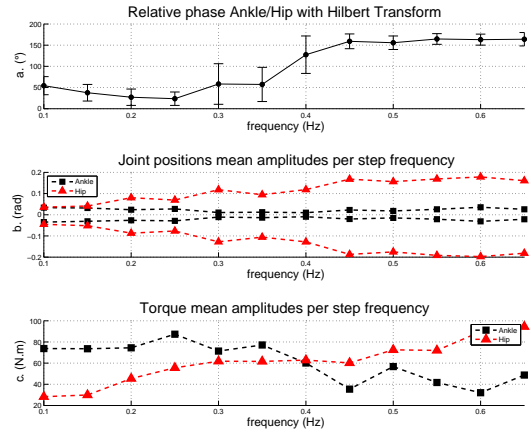 Relative phase Ankle/Hip with Hilbert Transform
200
150
100
50
0
a. (°)
0.1 0.2 0.3 0.4 0.5 0.6
frequency (Hz)
Joint positions mean amplitudes per step frequency
0.2
0.1
0
−0.1
−0.2
b. (rad)
Ankle
Hip
0.1 0.2 0.3 0.4 0.5 0.6
frequency (Hz)
Torque mean amplitudes per step frequency
100
80
60
40
20
c. (N.m)
Ankle
Hip
0.1 0.2 0.3 0.4 0.5 0.6
frequency (Hz)